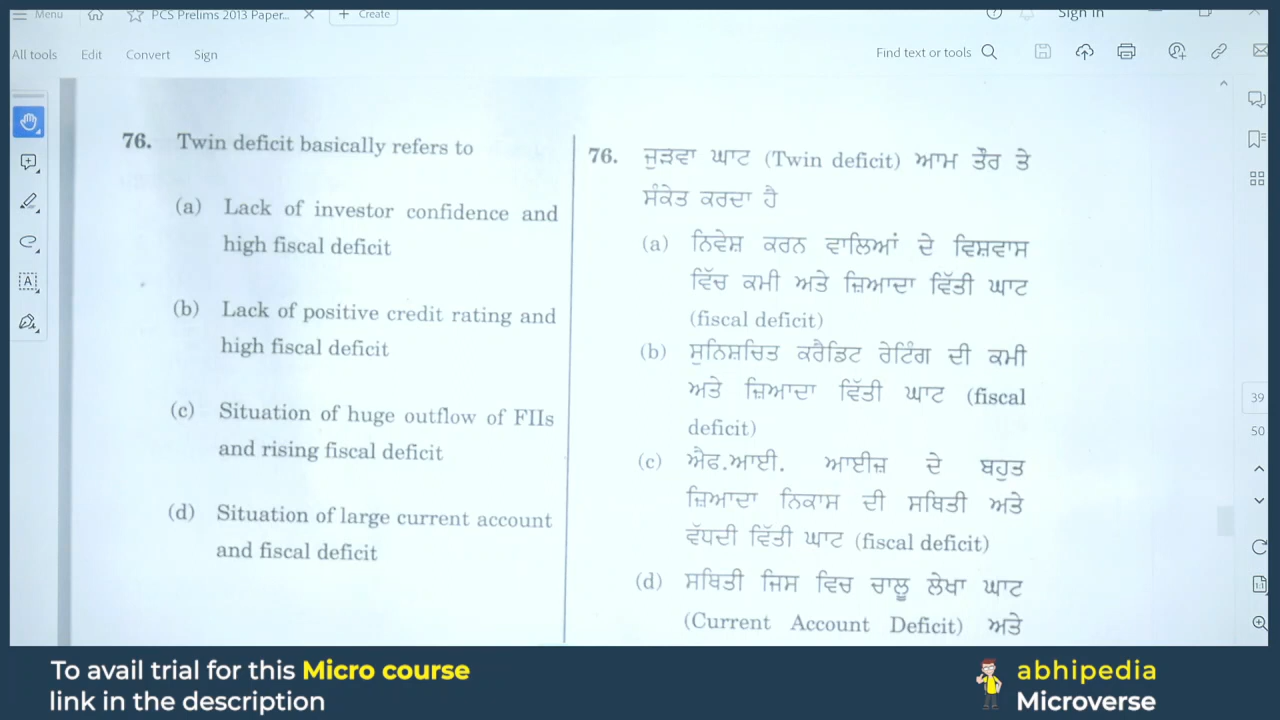 Menu
PCS Prelims 2013 Paper...
+ Create
Sign In
All tools Edit Convert Sign
Find text or tools
76. Twin deficit basically refers to
(a) Lack of investor confidence and
high fiscal deficit
(b) Lack of positive credit rating and
high fiscal deficit
(c) Situation of huge outflow of FIIs
and rising fiscal deficit
(d) Situation of large current account
and fiscal deficit
76. ਜੁੜਵਾ ਘਾਟ (Twin deficit) ਆਮ ਤੌਰ ਤੇ
ਸੰਕੇਤ ਕਰਦਾ ਹੈ
(a) ਨਿਵੇਸ਼ ਕਰਨ ਵਾਲਿਆਂ ਦੇ ਵਿਸ਼ਵਾਸ
ਵਿੱਚ ਕਮੀ ਅਤੇ ਜ਼ਿਆਦਾ ਵਿੱਤੀ ਘਾਟ
(fiscal deficit)
(b) ਸੁਨਿਸ਼ਚਿਤ ਕਰੈਡਿਟ ਰੇਟਿੰਗ ਦੀ ਕਮੀ
ਅਤੇ ਜ਼ਿਆਦਾ ਵਿੱਤੀ ਘਾਟ (fiscal
deficit)
(c) ਐਫ.ਆਈ. ਆਈਜ਼ ਦੇ ਬਹੁਤ
ਜ਼ਿਆਦਾ ਨਿਕਾਸ ਦੀ ਸਥਿਤੀ ਅਤੇ
ਵੱਧਦੀ ਵਿੱਤੀ ਘਾਟ (fiscal deficit)
(d) ਸਥਿਤੀ ਜਿਸ ਵਿਚ ਚਾਲੂ ਲੇਖਾ ਘਾਟ
(Current Account Deficit) ਅਤੇ
39
50
To avail trial for this Micro course
link in the description
abhipedia
Microverse